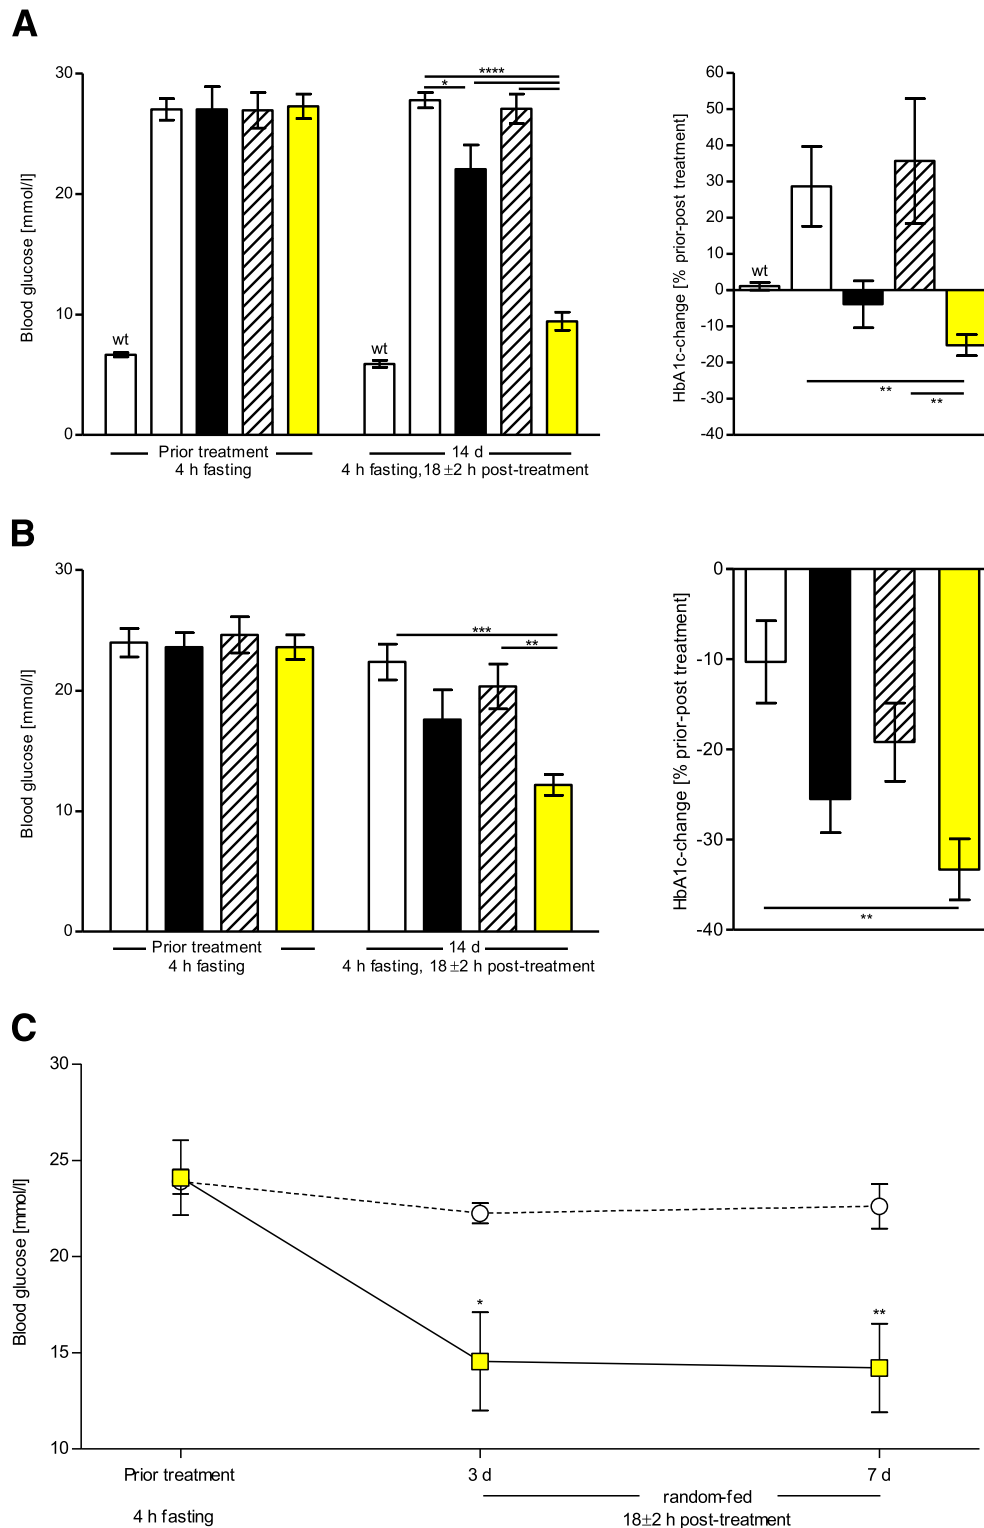 A
Blood glucose [mmol/l]
30
20
10
0
wt
wt
*
****
Prior treatment
4 h fasting
14 d
4 h fasting,18 ±2 h post-treatment
HbA1c-change [% prior-post treatment]
60
50
40
30
20
10
0
-10
-20
-30
-40
wt
**
**
B
Blood glucose [mmol/l]
30
20
10
0
***
**
Prior treatment
4 h fasting
14 d
4 h fasting, 18 ±2 h post-treatment
HbA1c-change [% prior-post treatment]
0
-10
-20
-30
-40
**
C
Blood glucose [mmol/l]
30
25
20
15
10
*
**
Prior treatment
3 d
7 d
4 h fasting
random-fed
18±2 h post-treatment